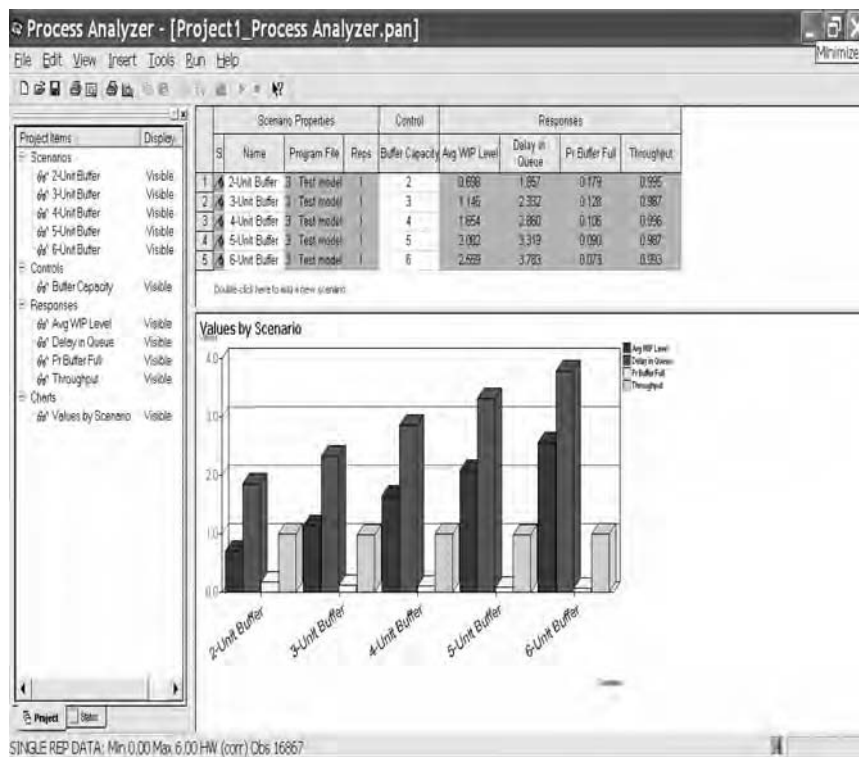 Process Analyzer - [Project1_Process Analyzer.pan]
File Edit View Insert Tools Run Help
Minimize
Project Items Display
Scenarios
2-Unit Buffer Visible
3-Unit Buffer Visible
4-Unit Buffer Visible
5-Unit Buffer Visible
6-Unit Buffer Visible
Controls
Buffer Capacity Visible
Responses
Avg WIP Level Visible
Delay in Queue Visible
Pr Buffer Full Visible
Throughput Visible
Charts
Values by Scenario Visible
Project
Scenario Properties Control Responses
S Name Program File Reps Buffer Capacity Avg WIP Level Delay in Queue Pr Buffer Full Throughput
1 2-Unit Buffer 3 : Test model 1 2 0.698 1.857 0.179 0.995
2 3-Unit Buffer 3 : Test model 1 3 1.146 2.332 0.128 0.987
3 4-Unit Buffer 3 : Test model 1 4 1.654 2.860 0.106 0.996
4 5-Unit Buffer 3 : Test model 1 5 2.082 3.319 0.090 0.987
5 6-Unit Buffer 3 : Test model 1 6 2.559 3.783 0.073 0.993
Double-click here to add a new scenario.
Values by Scenario
4.0
3.0
2.0
1.0
0.0
2-Unit Buffer
3-Unit Buffer
4-Unit Buffer
5-Unit Buffer
6-Unit Buffer
Avg WIP Level
Delay in Queue
Pr Buffer Full
Throughput
SINGLE REP DATA: Min 0.00 Max 6.00 HW (corr) Obs 16867